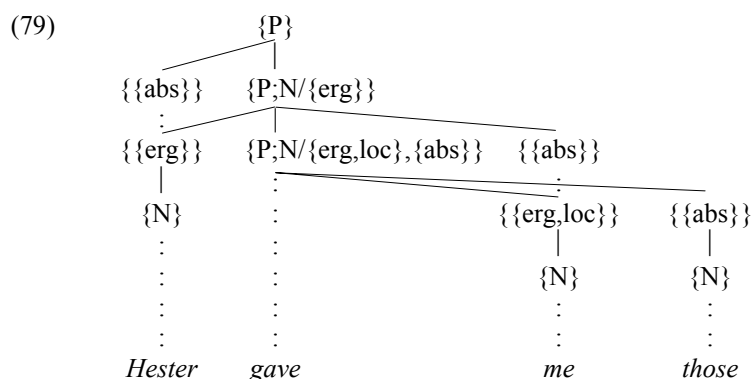 (79) {P}
{{abs}} {P;N/{erg}}
{{erg}} {P;N/{erg,loc},{abs}} {{abs}}
{N} {{erg,loc}} {{abs}}
{N} {N}
Hester gave me those